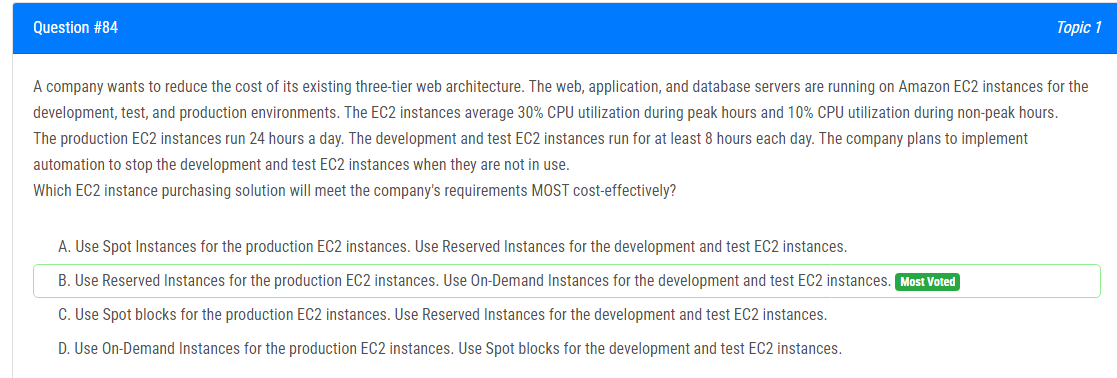 Question #84
Topic 1
A company wants to reduce the cost of its existing three-tier web architecture. The web, application, and database servers are running on Amazon EC2 instances for the
development, test, and production environments. The EC2 instances average 30% CPU utilization during peak hours and 10% CPU utilization during non-peak hours.
The production EC2 instances run 24 hours a day. The development and test EC2 instances run for at least 8 hours each day. The company plans to implement
automation to stop the development and test EC2 instances when they are not in use.
Which EC2 instance purchasing solution will meet the company's requirements MOST cost-effectively?
A. Use Spot Instances for the production EC2 instances. Use Reserved Instances for the development and test EC2 instances.
B. Use Reserved Instances for the production EC2 instances. Use On-Demand Instances for the development and test EC2 instances. Most Voted
C. Use Spot blocks for the production EC2 instances. Use Reserved Instances for the development and test EC2 instances.
D. Use On-Demand Instances for the production EC2 instances. Use Spot blocks for the development and test EC2 instances.